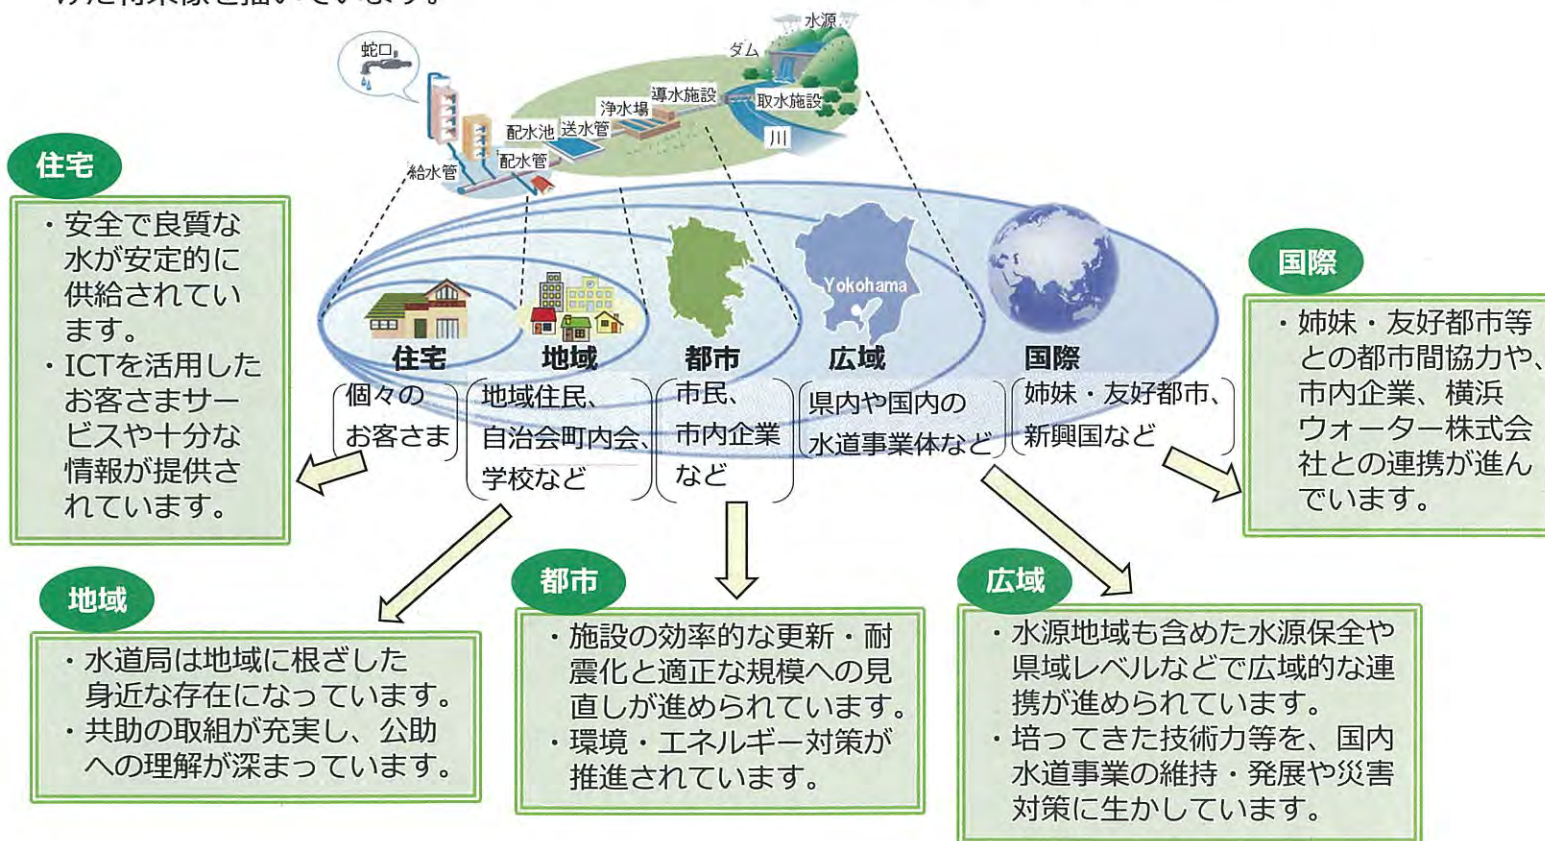 けた将来像を描いています。
水源
ダム
蛇口
導水施設
取水施設
浄水場
川
配水池
送水管
配水管
給水管
住宅
・安全で良質な
水が安定的に
供給されてい
ます。
・ICTを活用した
お客さまサー
ビスや十分な
情報が提供さ
れています。
Yokohama
住宅
地域
都市
広域
国際
個々の
お客さま
地域住民、
自治会町内会、
学校など
市民、
市内企業
など
県内や国内の
水道事業体など
姉妹・友好都市、
新興国など
国際
・姉妹・友好都市等
との都市間協力や、
市内企業、横浜
ウォーター株式会
社との連携が進ん
でいます。
地域
・水道局は地域に根ざした
身近な存在になっています。
・共助の取組が充実し、公助
への理解が深まっています。
都市
・施設の効率的な更新・耐
震化と適正な規模への見
直しが進められています。
・環境・エネルギー対策が
推進されています。
広域
・水源地域も含めた水源保全や
県域レベルなどで広域的な連
携が進められています。
・培ってきた技術力等を、国内
水道事業の維持・発展や災害
対策に生かしています。